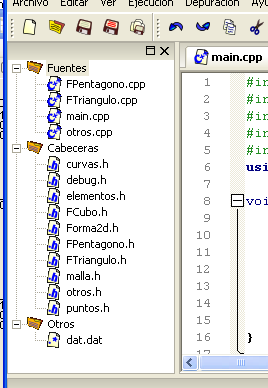 Archivo Editar Ver Ejecución Depuración
Fuentes
FPentagono.cpp
FTriangulo.cpp
main.cpp
otros.cpp
Cabeceras
curvas.h
debug.h
elementos.h
FCubo.h
Forma2d.h
FPentagono.h
FTriangulo.h
malla.h
otros.h
puntos.h
Otros
dat.dat
main.cpp
1 #in
2 #in
3 #in
4 #in
5 #in
6 usi
7
8 voi
9
10
11
12
13
14
15
16 }
17